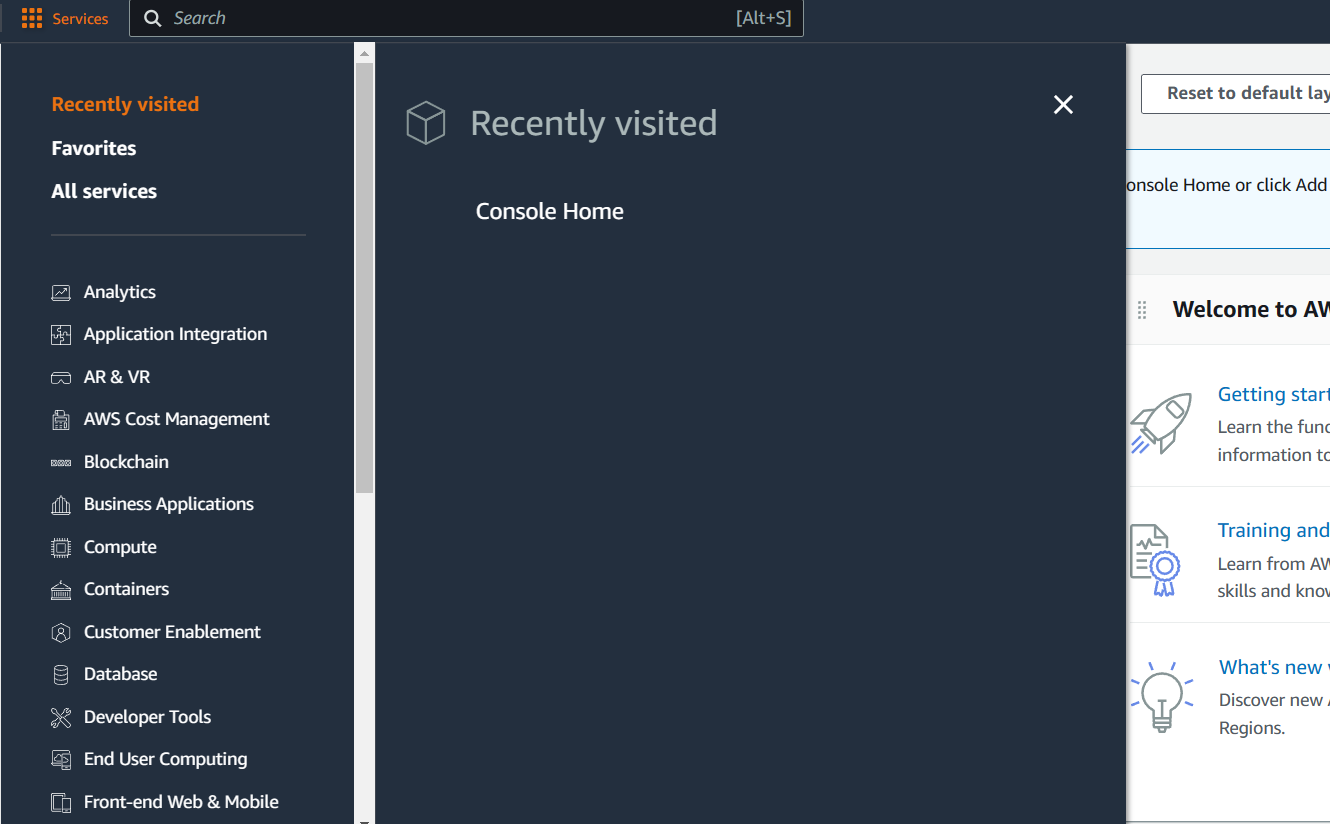 Services
Search [Alt+S]
Recently visited
Favorites
All services
Analytics
Application Integration
AR & VR
AWS Cost Management
Blockchain
Business Applications
Compute
Containers
Customer Enablement
Database
Developer Tools
End User Computing
Front-end Web & Mobile
Recently visited
Console Home
Reset to default lay
onsole Home or click Add
Welcome to AW
Getting start
Learn the func
information to
Training and
Learn from AW
skills and know
What's new
Discover new
Regions.